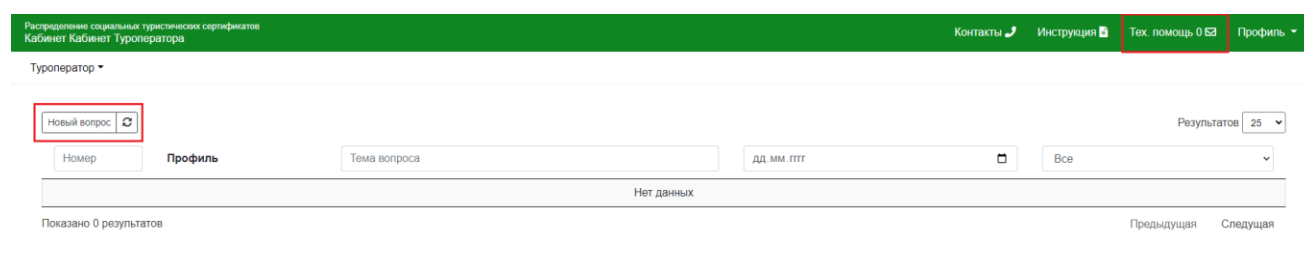 Распределение социальных туристических сертификатов
Кабинет Кабинет Туроператора
Контакты Инструкция Тех. помощь 0 Профиль
Туроператор
Новый вопрос
Результатов 25
Номер Профиль Тема вопроса дд.мм.гггг Все
Нет данных
Показано 0 результатов
Предыдущая Следущая